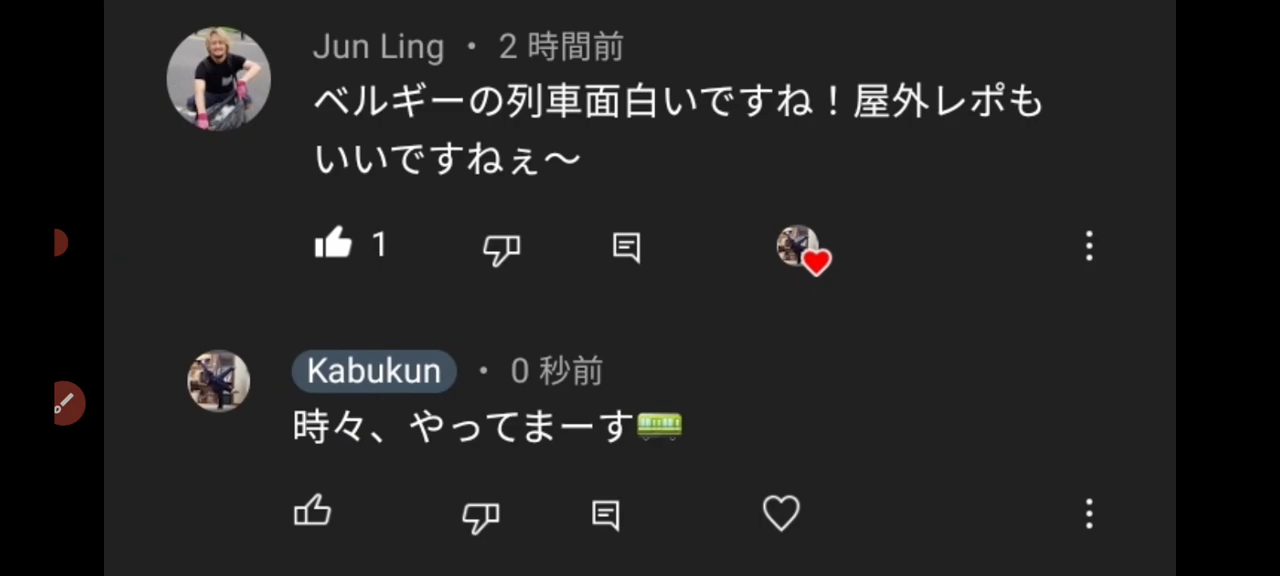 Jun Ling・2 時間前
ベルギーの列車面白いですね！屋外レポも
いいですねぇ〜
1
Kabukun・0 秒前
時々、やってまーす🚃